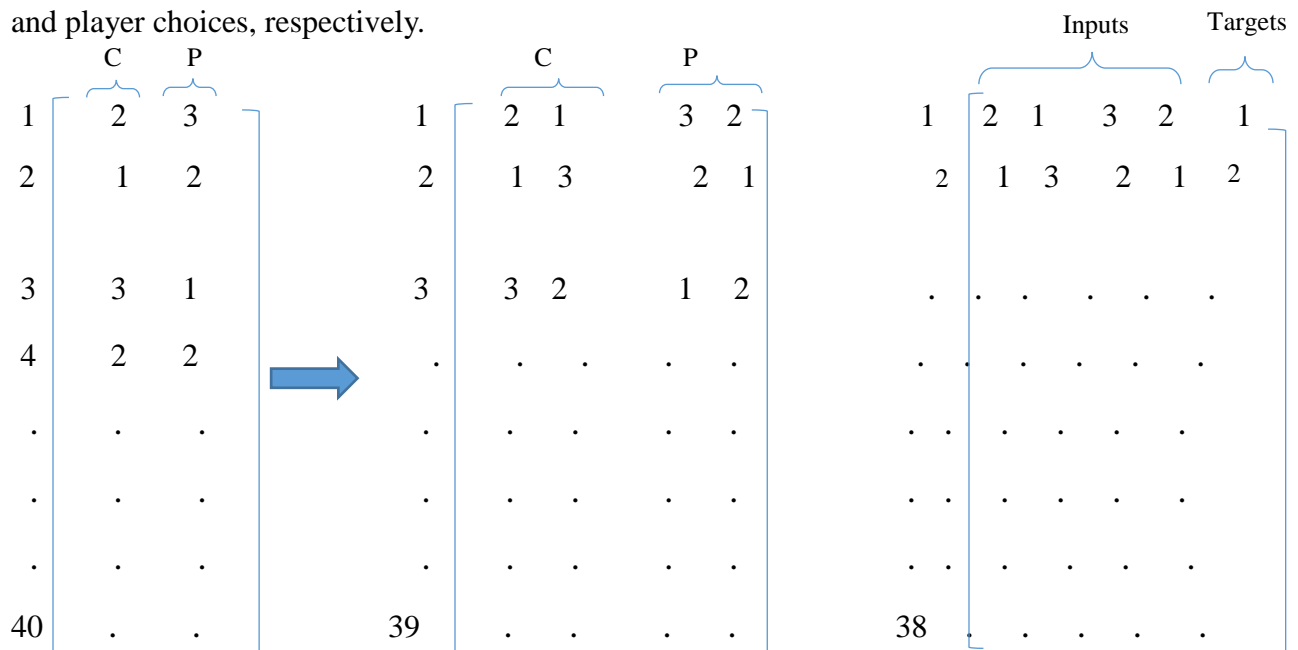 and player choices, respectively.
Inputs Targets
C P C P
1 2 3 1 2 1 3 2 1 2 1 3 2 1
2 1 2 2 1 3 2 1 2 1 3 2 1 2
3 3 1 3 3 2 1 2 . . . . . .
4 2 2 . . . . . . . . . . .
. . . . . . . . . . . . . .
. . . . . . . . . . . . . .
. . . . . . . . . . . . . .
40 . . 39 . . . . 38 . . . . .